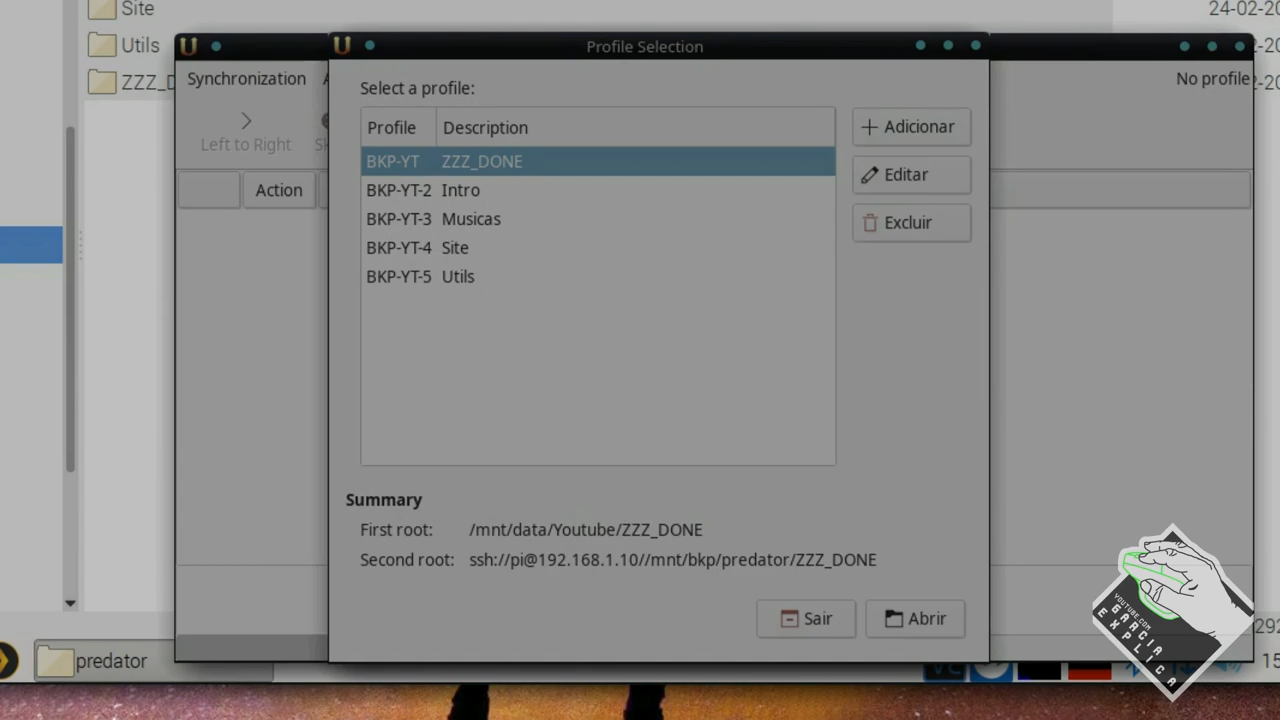 Site
24-02-20
Utils
ZZZ_D
Profile Selection
Synchronization
No profile
Left to Right
Action
Select a profile:
Profile Description
BKP-YT ZZZ_DONE
BKP-YT-2 Intro
BKP-YT-3 Musicas
BKP-YT-4 Site
BKP-YT-5 Utils
Adicionar
Editar
Excluir
Summary
First root: /mnt/data/Youtube/ZZZ_DONE
Second root: ssh://pi@192.168.1.10//mnt/bkp/predator/ZZZ_DONE
Sair Abrir
predator
YOUTUBE.COM
GARCIA
EXPLICA